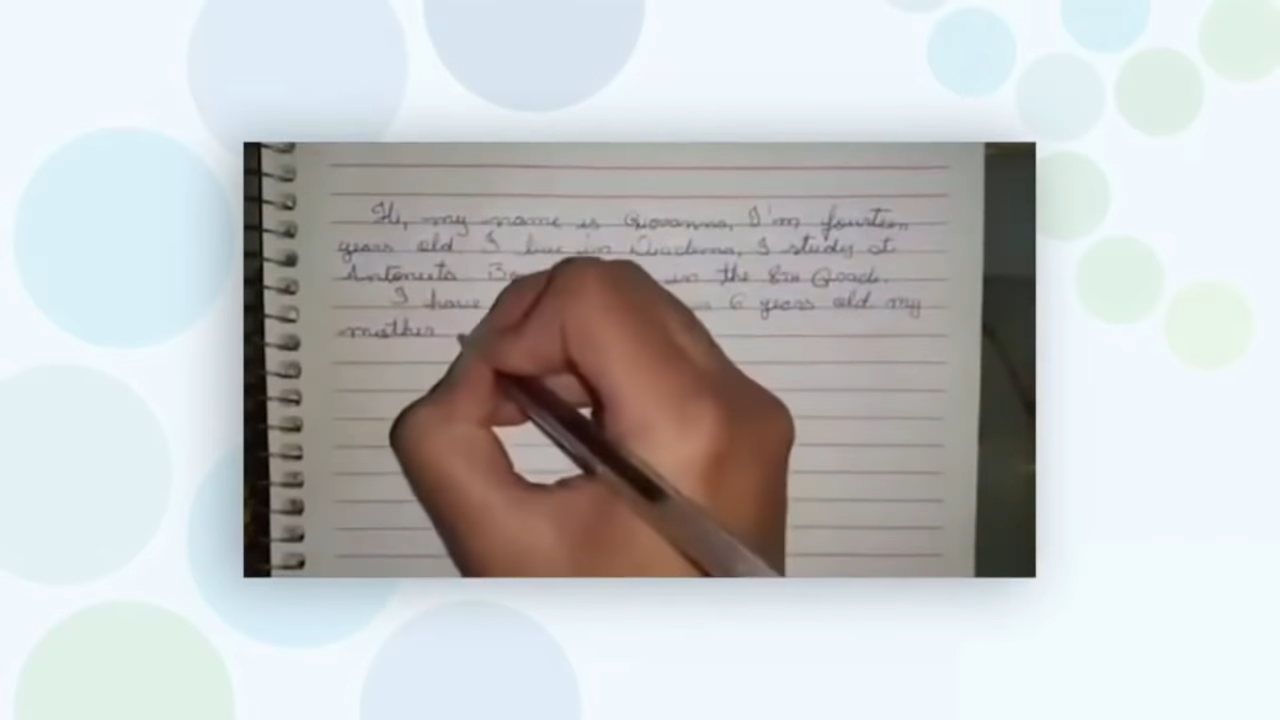 Hi, my name is Giovanna, I'm fourteen
years old I live in Diadema, I study at
Antonieta in the 8th Grade.
I have 6 years old my
mother